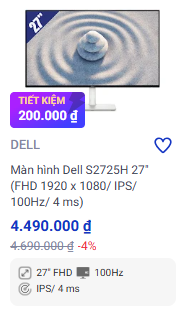 27"
TIẾT KIỆM
200.000 ₫
DELL
Màn hình Dell S2725H 27"
(FHD 1920 x 1080/ IPS/
100Hz/ 4 ms)
4.490.000 ₫
4.690.000 ₫ -4%
27" FHD 100Hz
IPS/ 4 ms